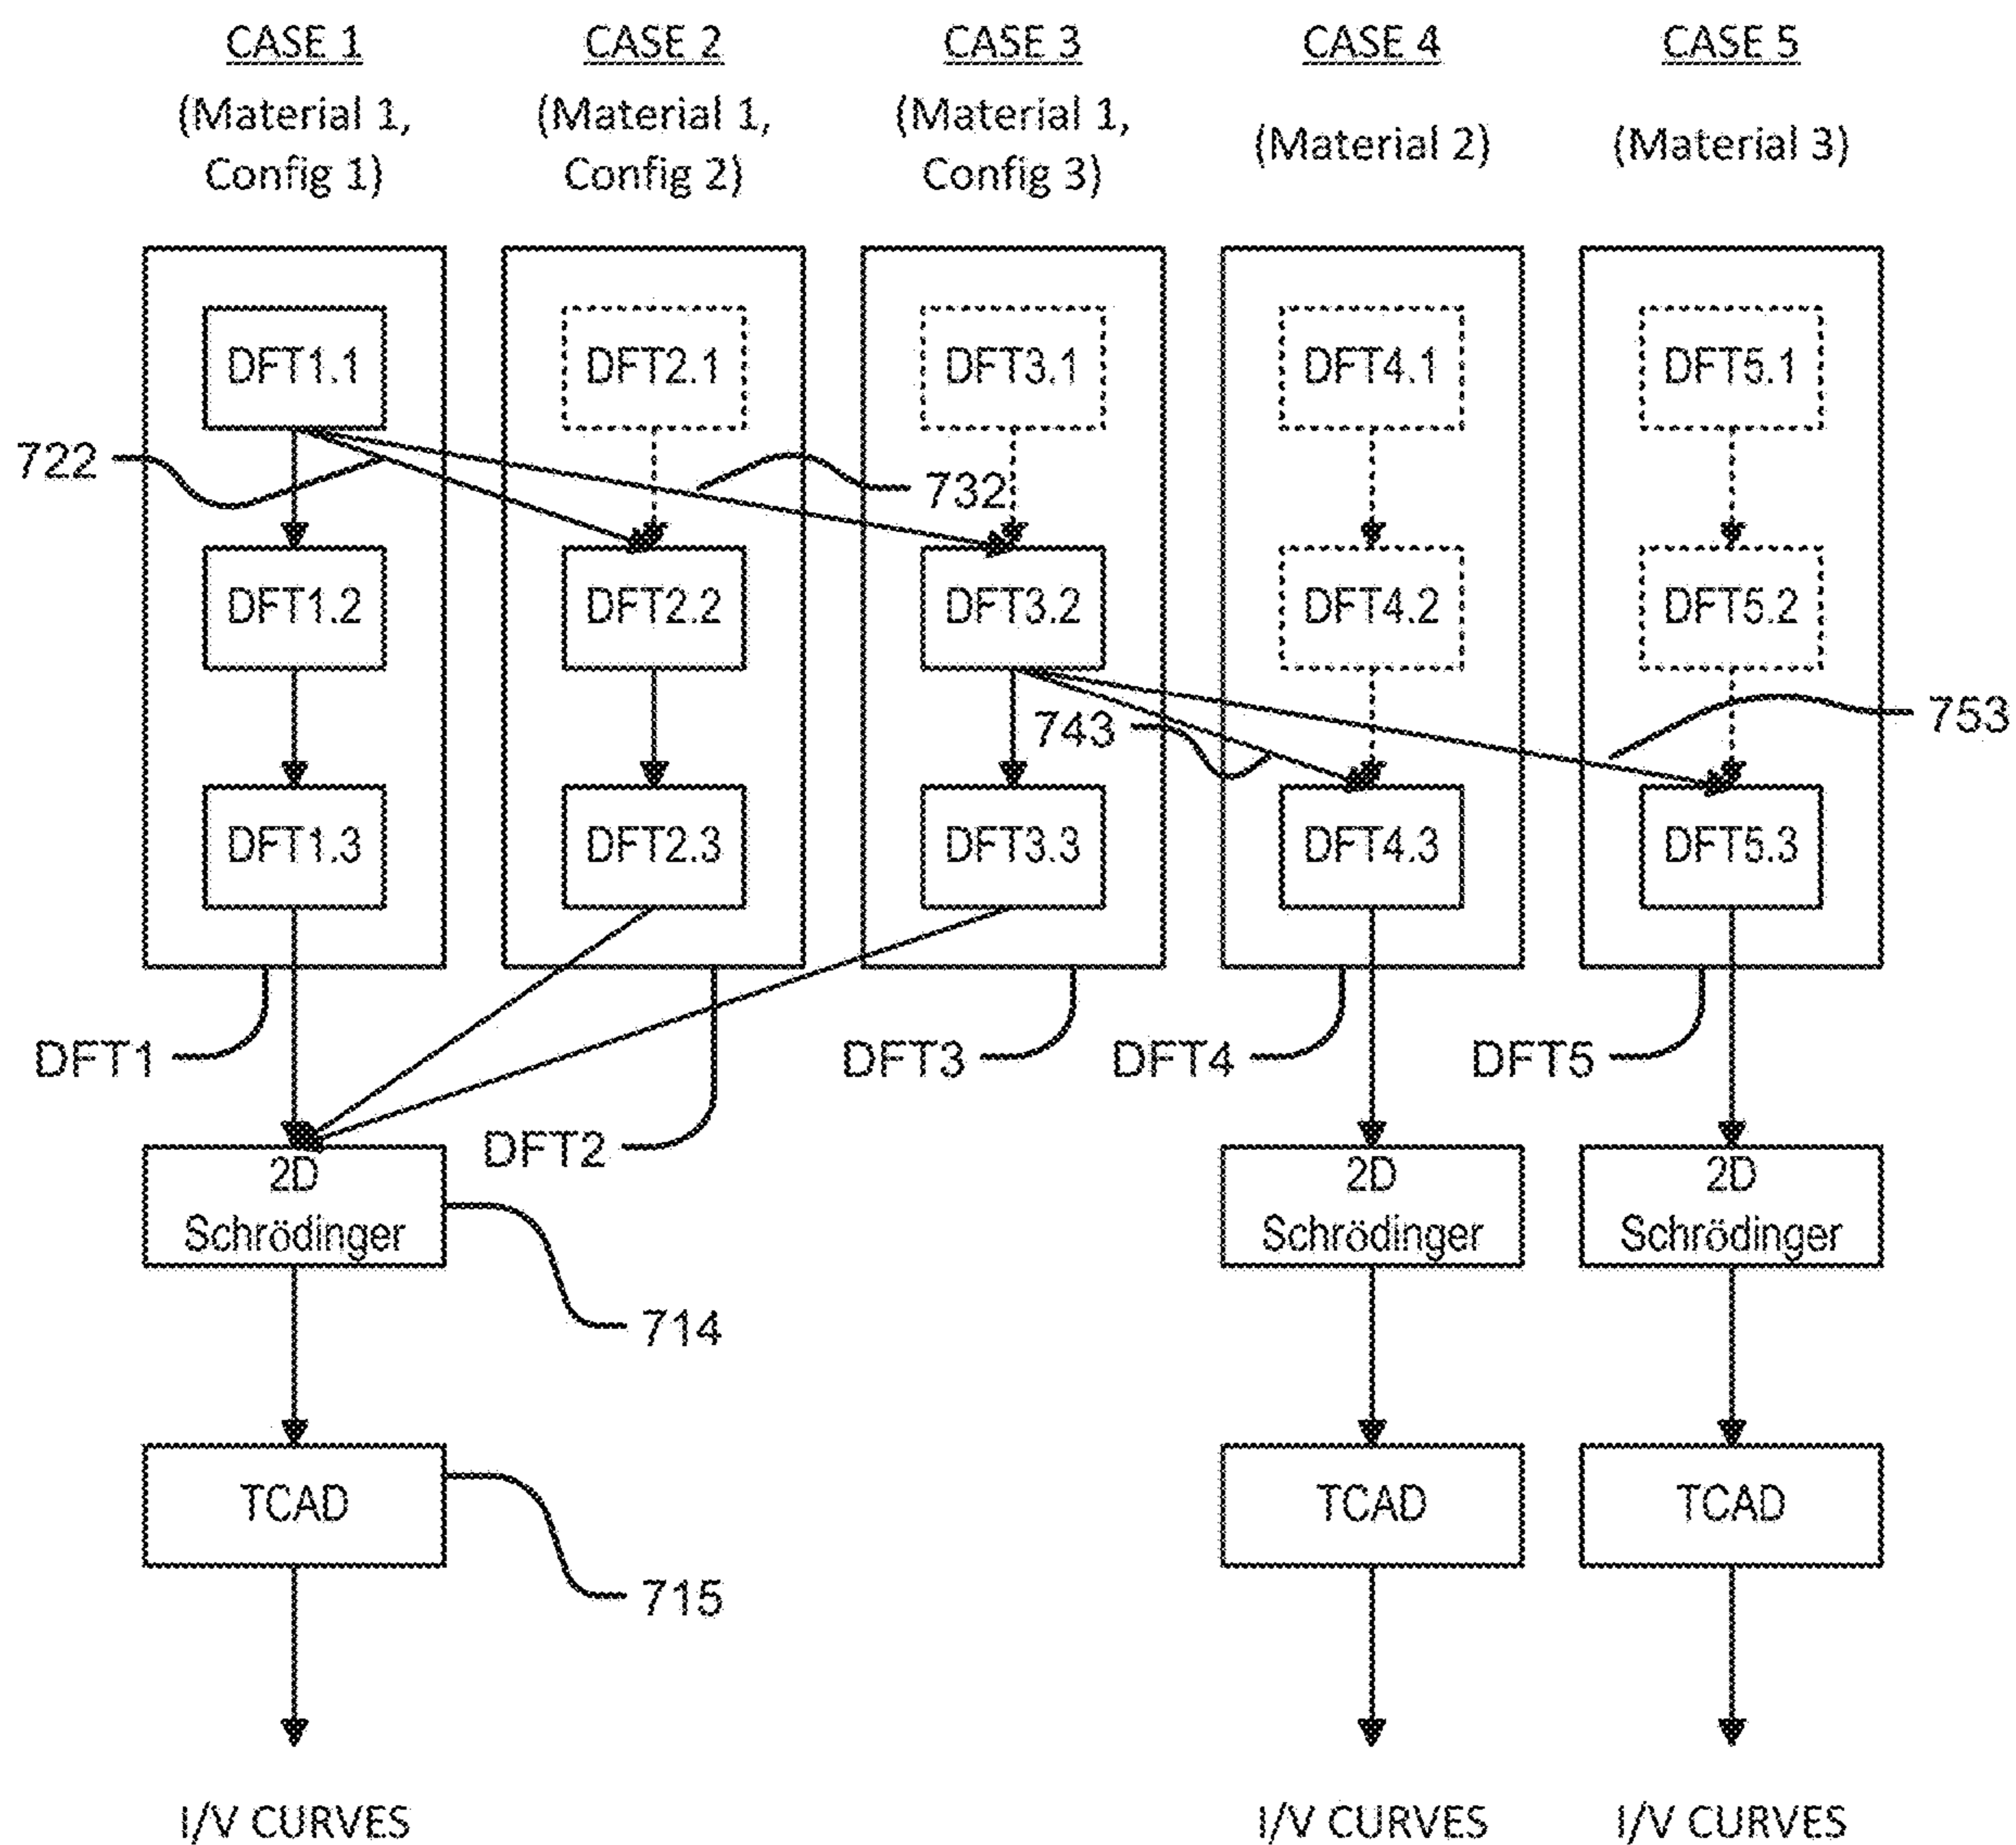 CASE 1 CASE 2 CASE 3 CASE 4 CASE 5
(Material 1, (Material 1, (Material 1, (Material 2) (Material 3)
Config 1) Config 2) Config 3)
DFT1.1 DFT2.1 DFT3.1 DFT4.1 DFT5.1
722 732
DFT1.2 DFT2.2 DFT3.2 DFT4.2 DFT5.2
743 753
DFT1.3 DFT2.3 DFT3.3 DFT4.3 DFT5.3
DFT1 DFT3 DFT4 DFT5
DFT2
2D 2D 2D
Schrödinger Schrödinger Schrödinger
714
TCAD TCAD TCAD
715
I/V CURVES I/V CURVES I/V CURVES